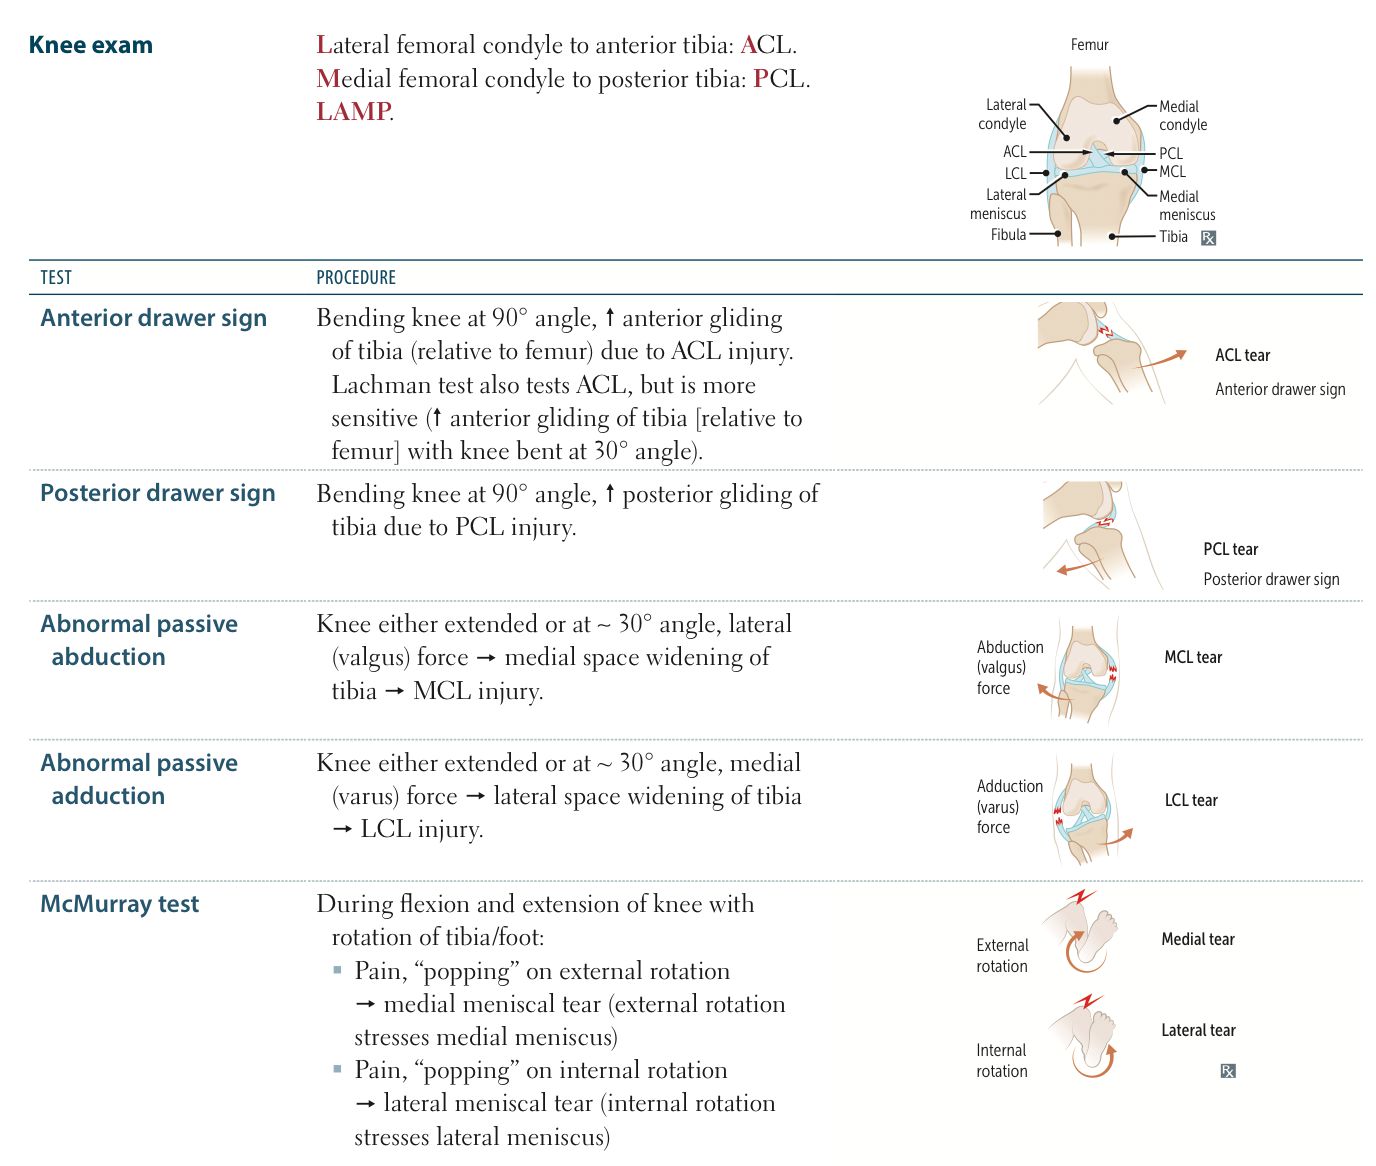 Knee exam
Lateral femoral condyle to anterior tibia: ACL.
Medial femoral condyle to posterior tibia: PCL.
LAMP.
Femur
Lateral
condyle
ACL
LCL
Lateral
meniscus
Fibula
Medial
condyle
PCL
MCL
Medial
meniscus
Tibia
Rx
TEST
PROCEDURE
Anterior drawer sign
Bending knee at 90° angle, ↑ anterior gliding
of tibia (relative to femur) due to ACL injury.
Lachman test also tests ACL, but is more
sensitive (↑ anterior gliding of tibia [relative to
femur] with knee bent at 30° angle).
ACL tear
Anterior drawer sign
Posterior drawer sign
Bending knee at 90° angle, ↑ posterior gliding of
tibia due to PCL injury.
PCL tear
Posterior drawer sign
Abnormal passive
abduction
Knee either extended or at ~ 30° angle, lateral
(valgus) force → medial space widening of
tibia → MCL injury.
Abduction
(valgus)
force
MCL tear
Abnormal passive
adduction
Knee either extended or at ~ 30° angle, medial
(varus) force → lateral space widening of tibia
→ LCL injury.
Adduction
(varus)
force
LCL tear
McMurray test
During flexion and extension of knee with
rotation of tibia/foot:
▪ Pain, “popping” on external rotation
→ medial meniscal tear (external rotation
stresses medial meniscus)
▪ Pain, “popping” on internal rotation
→ lateral meniscal tear (internal rotation
stresses lateral meniscus)
External
rotation
Medial tear
Internal
rotation
Lateral tear
Rx